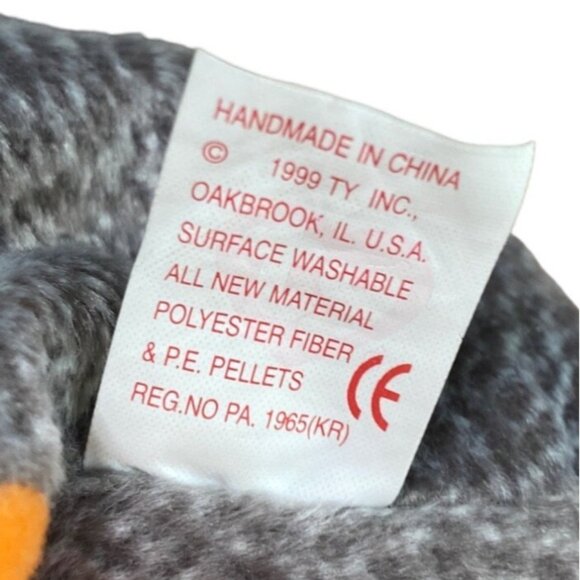 HANDMADE IN CHINA
© 1999 TY INC.,
OAKBROOK, IL. U.S.A.
SURFACE WASHABLE
ALL NEW MATERIAL
POLYESTER FIBER
& P.E. PELLETS
CE
REG.NO PA. 1965(KR)